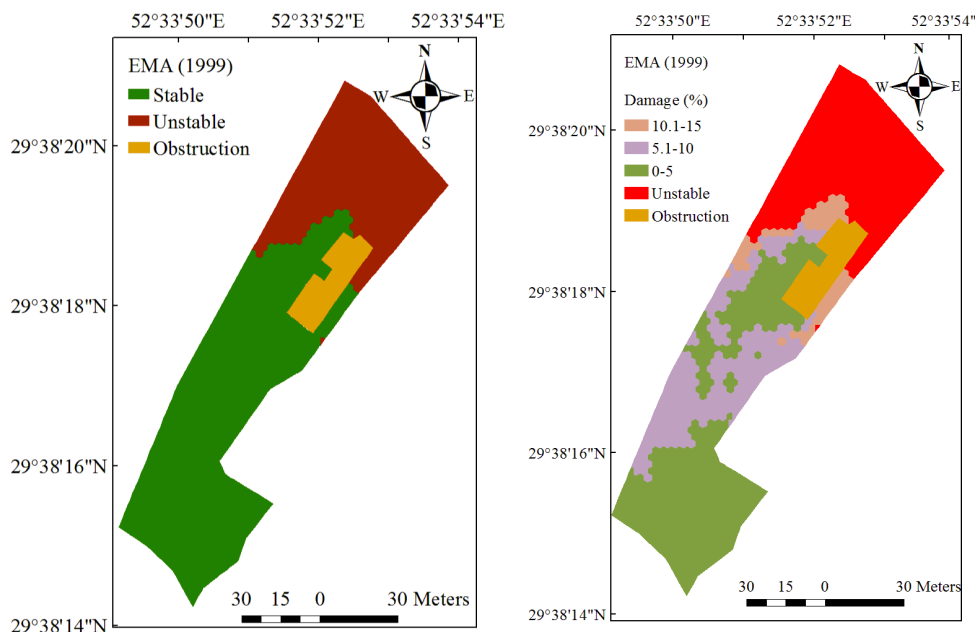 52°33'50"E 52°33'52"E 52°33'54"E
EMA (1999)
Stable
Unstable
Obstruction
N
W E
S
29°38'20"N
29°38'18"N
29°38'16"N
29°38'14"N
30 15 0 30 Meters
52°33'50"E 52°33'52"E 52°33'54"
EMA (1999)
Damage (%)
10.1-15
5.1-10
0-5
Unstable
Obstruction
N
W E
S
29°38'20"N
29°38'18"N
29°38'16"N
29°38'14"N
30 15 0 30 Meters